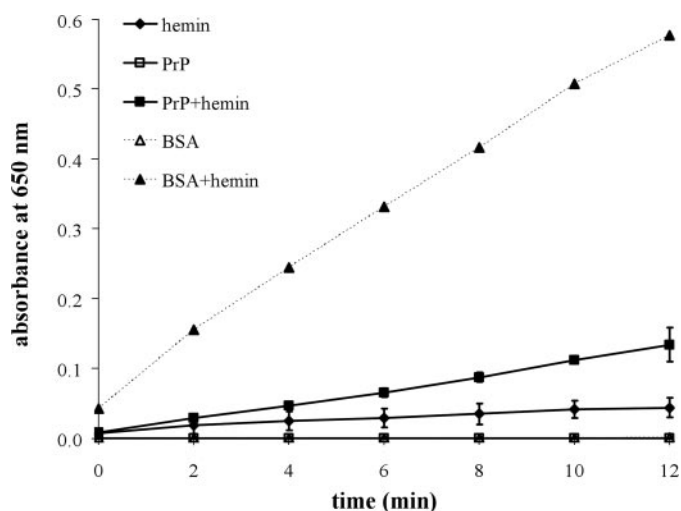 0.6
0.5
0.4
0.3
0.2
0.1
0.0
absorbance at 650 nm
hemin
PrP
PrP+hemin
BSA
BSA+hemin
0 2 4 6 8 10 12
time (min)